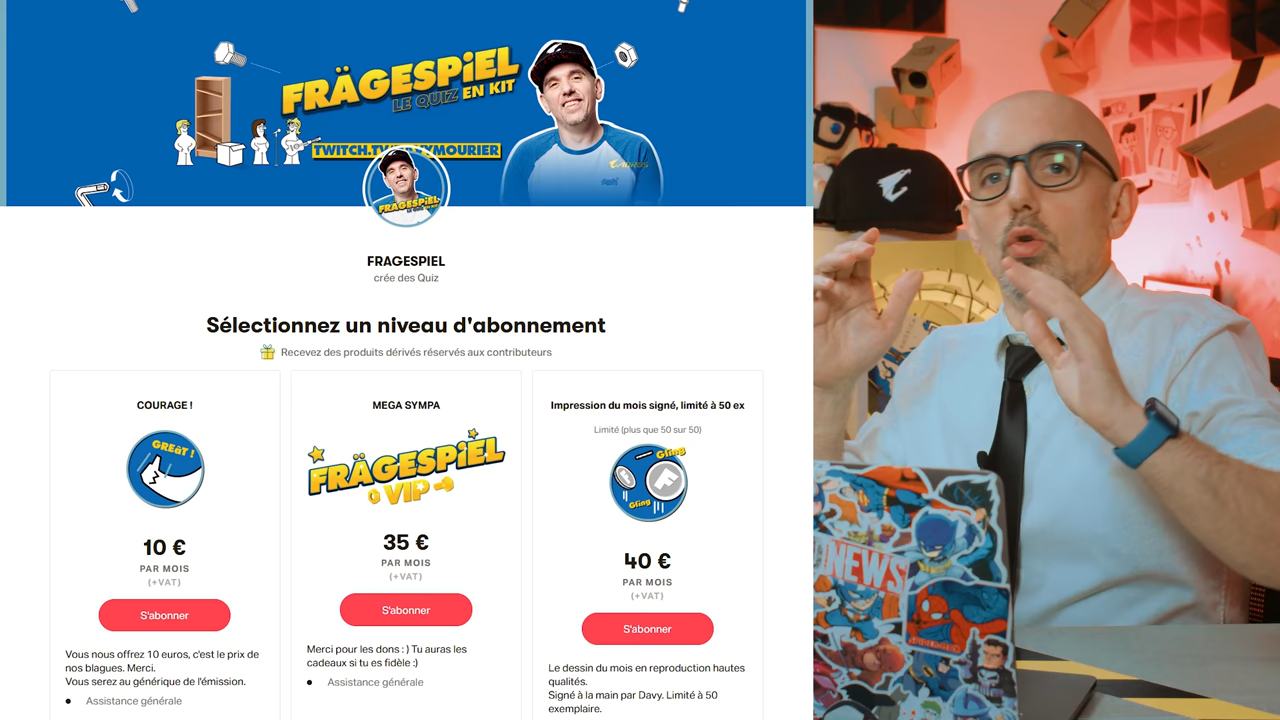 FRÄGESPiEL
LE QUIZ EN KIT
FRÄGESPiEL
FRAGESPIEL
crée des Quiz
Sélectionnez un niveau d'abonnement
Recevez des produits dérivés réservés aux contributeurs
COURAGE !
GREäT !
10 €
PAR MOIS
(+VAT)
S'abonner
Vous nous offrez 10 euros, c'est le prix de
nos blagues. Merci.
Vous serez au générique de l'émission.
Assistance générale
MEGA SYMPA
FRÄGESPiEL
VIP
35 €
PAR MOIS
(+VAT)
S'abonner
Merci pour les dons : ) Tu auras les
cadeaux si tu es fidèle :)
Assistance générale
Impression du mois signé, limité à 50 ex
Limité (plus que 50 sur 50)
Gling
Gling
40 €
PAR MOIS
(+VAT)
S'abonner
Le dessin du mois en reproduction hautes
qualités.
Signé à la main par Davy. Limité à 50
exemplaire.
NEWS
SPIDER-MAN